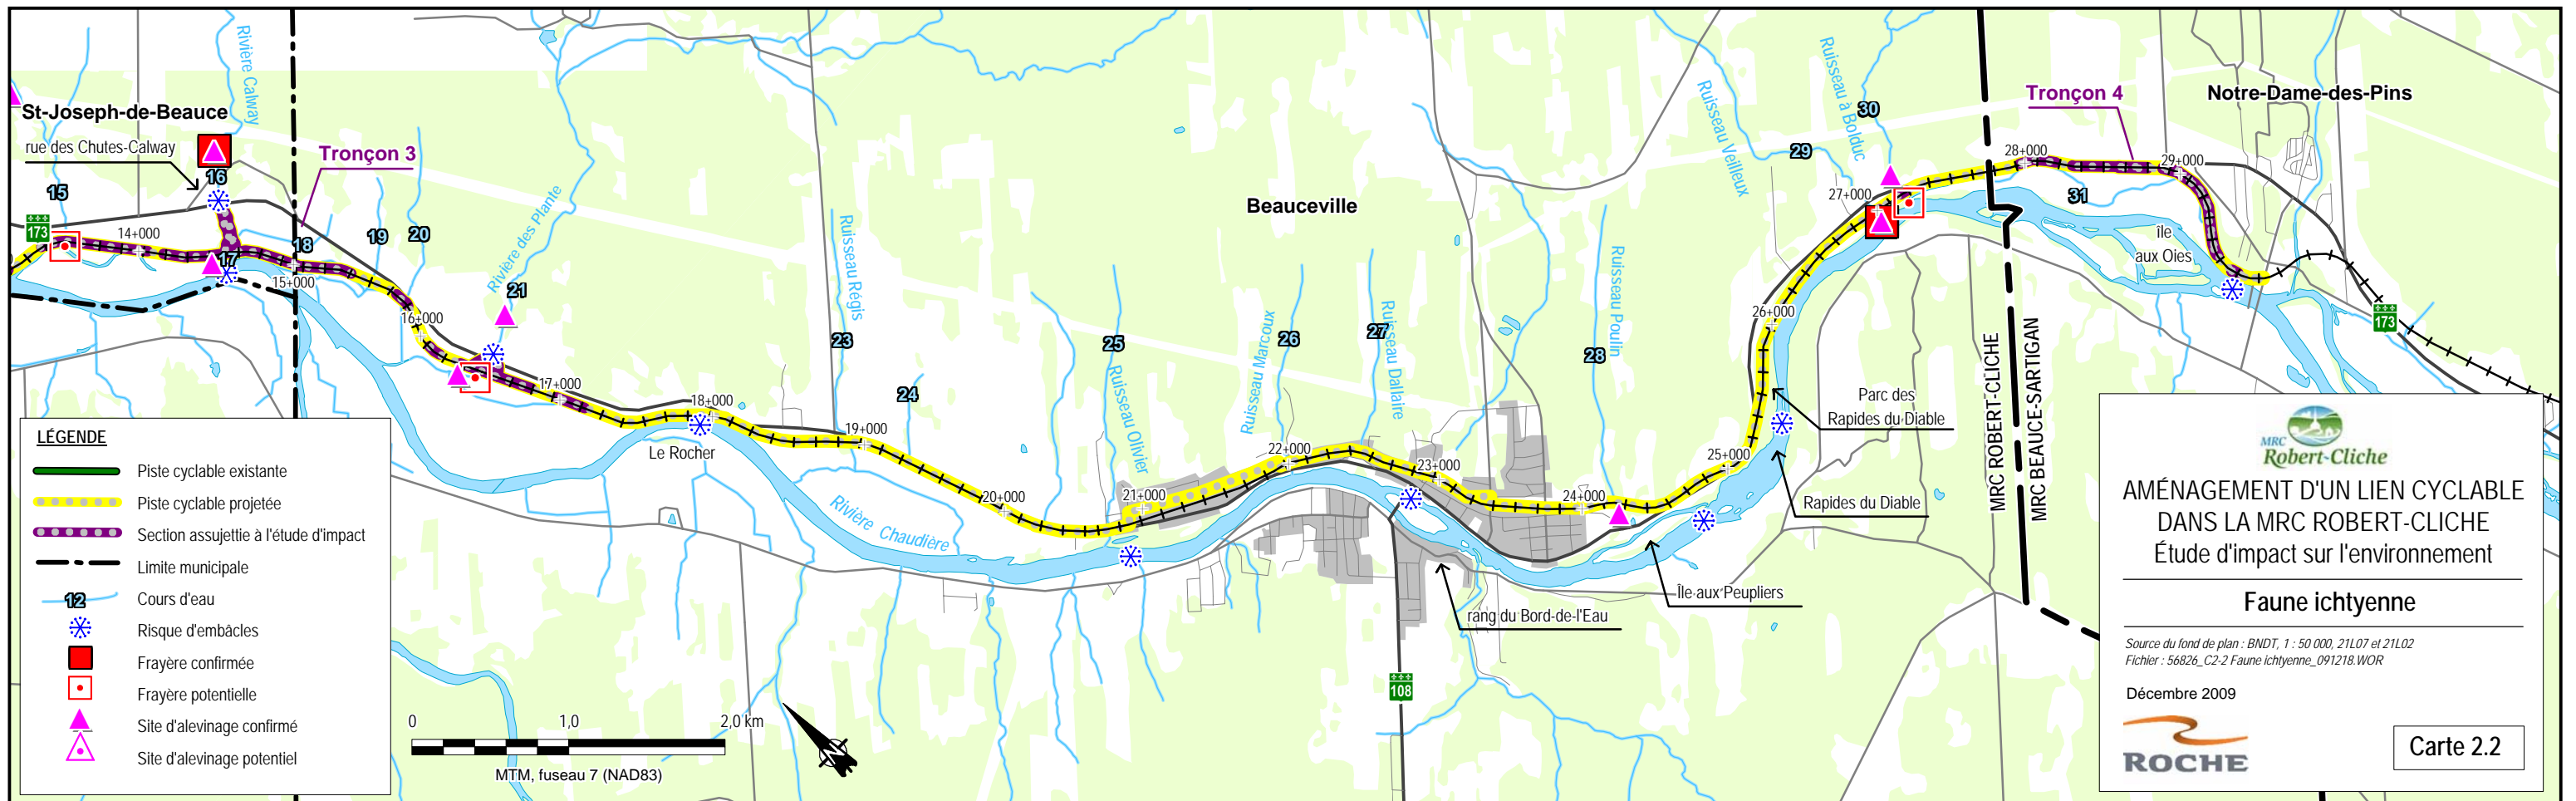 St-Joseph-de-Beauce
rue des Chutes-Calway
Rivière Calway
Tronçon 3
15
16
17
18
19
20
21
23
24
25
26
27
28
29
30
31
173
14+000
15+000
16+000
17+000
18+000
19+000
20+000
21+000
22+000
23+000
24+000
25+000
26+000
27+000
28+000
29+000
Rivière des Plante
Ruisseau Régis
Le Rocher
Rivière Chaudière
Ruisseau Olivier
Ruisseau Marcoux
Ruisseau Dallaire
Beauceville
Ruisseau Poulin
Ruisseau Veilleux
Ruisseau à Bolduc
Tronçon 4
Notre-Dame-des-Pins
Île
aux Oies
173
Parc des
Rapides du Diable
Rapides du Diable
Île aux Peupliers
rang du Bord-de-l'Eau
108
MRC ROBERT-CLICHE
MRC BEAUCE-SARTIGAN
LÉGENDE
Piste cyclable existante
Piste cyclable projetée
Section assujettie à l'étude d'impact
Limite municipale
12
Cours d'eau
Risque d'embâcles
Frayère confirmée
Frayère potentielle
Site d'alevinage confirmé
Site d'alevinage potentiel
0 1,0 2,0 km
MTM, fuseau 7 (NAD83)
MRC
Robert-Cliche
AMÉNAGEMENT D'UN LIEN CYCLABLE
DANS LA MRC ROBERT-CLICHE
Étude d'impact sur l'environnement
Faune ichtyenne
Source du fond de plan : BNDT, 1 : 50 000, 21L07 et 21L02
Fichier : 56826_C2-2 Faune ichtyenne_091218.WOR
Décembre 2009
ROCHE
Carte 2.2